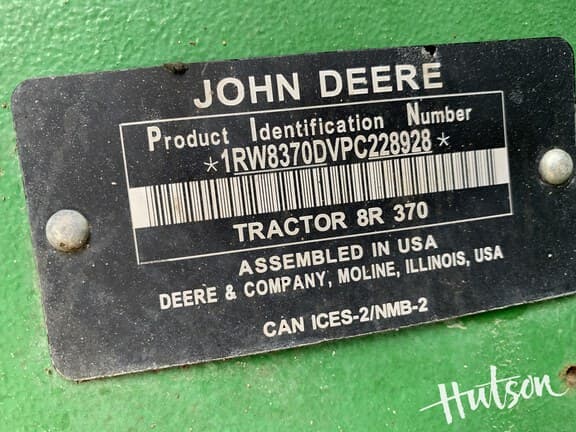 JOHN DEERE
Product Identification Number
*1RW8370DVPC228928*
TRACTOR 8R 370
ASSEMBLED IN USA
DEERE & COMPANY, MOLINE, ILLINOIS, USA
CAN ICES-2/NMB-2
Hutson